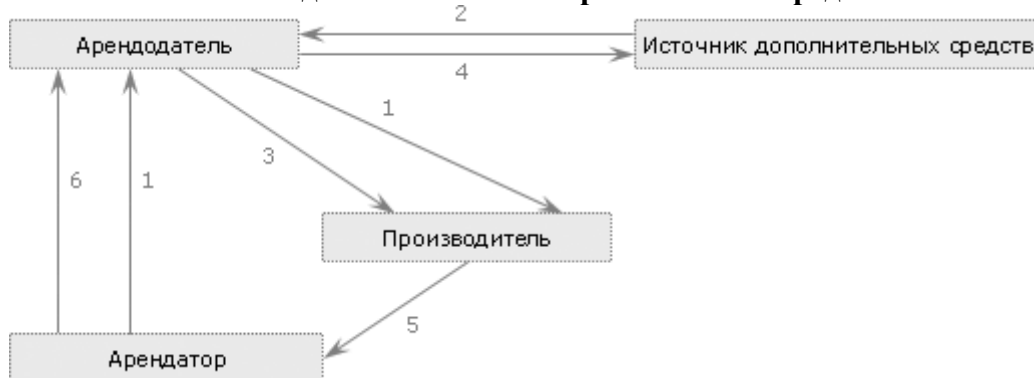 2
Арендодатель
Источник дополнительных средств
4
1
3
6
1
Производитель
5
Арендатор